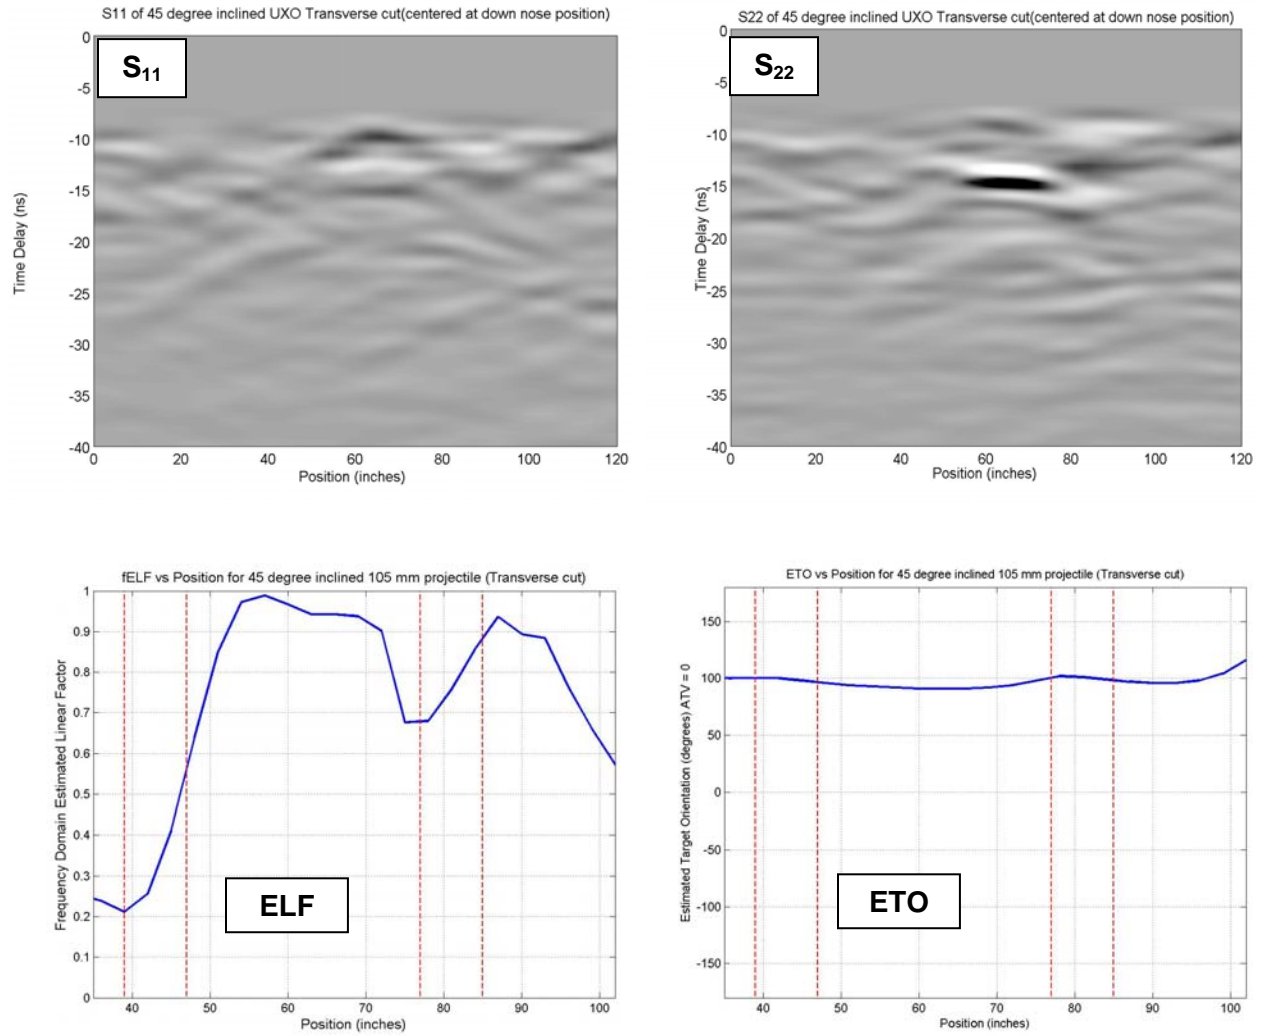 S11 of 45 degree inclined UXO Transverse cut(centered at down nose position)
S₁₁
0
-5
-10
-15
-20
-25
-30
-35
-40
Time Delay (ns)
0 20 40 60 80 100 120
Position (inches)
S22 of 45 degree inclined UXO Transverse cut(centered at down nose position)
S₂₂
0
-5
-10
-15
-20
-25
-30
-35
-40
Time Delay (ns)
0 20 40 60 80 100 120
Position (inches)
fELF vs Position for 45 degree inclined 105 mm projectile (Transverse cut)
1
0.9
0.8
0.7
0.6
0.5
0.4
0.3
0.2
0.1
0
Frequency Domain Estimated Linear Factor
ELF
40 50 60 70 80 90 100
Position (inches)
ETO vs Position for 45 degree inclined 105 mm projectile (Transverse cut)
150
100
50
0
-50
-100
-150
Estimated Target Orientation (degrees) ATV = 0
ETO
40 50 60 70 80 90 100
Position (inches)